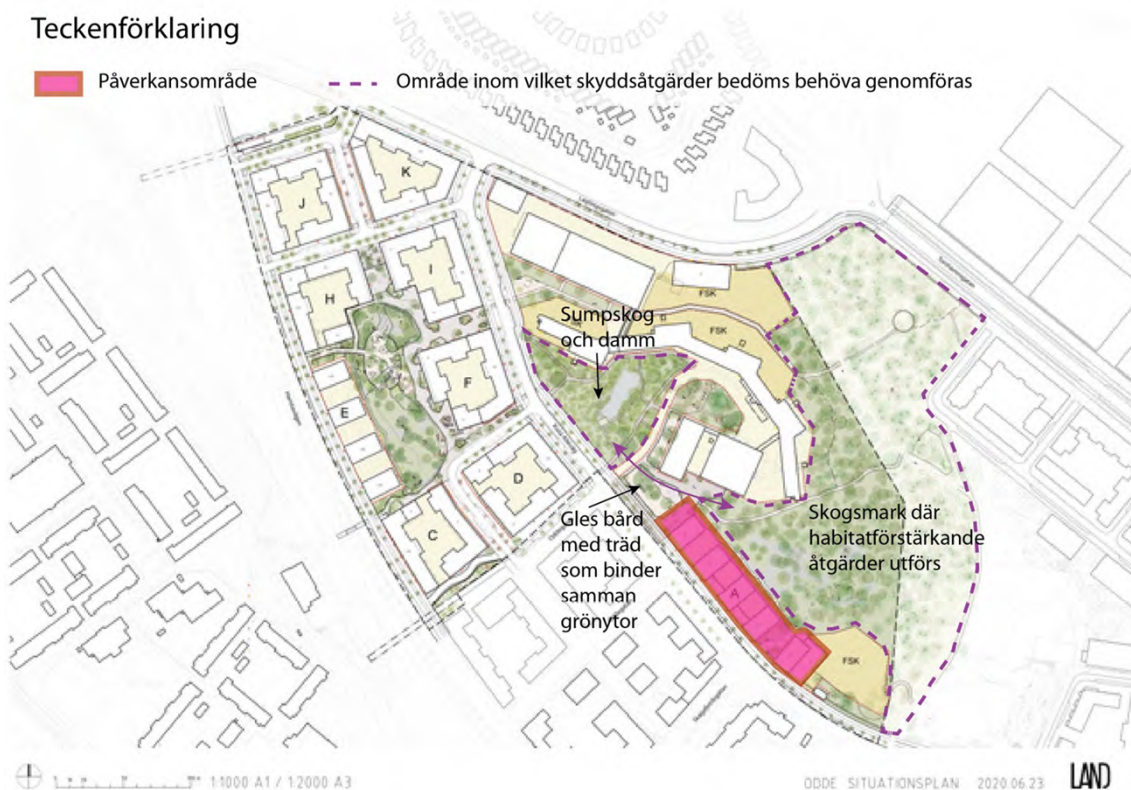 Teckenförklaring
Påverkansområde
Område inom vilket skyddsåtgärder bedöms behöva genomföras
K
J
I
H
FSK
FSK
Sumpskog
och damm
F
E
D
C
Gles bård
med träd
som binder
samman
grönytor
Skogsmark där
habitatförstärkande
åtgärder utförs
A
FSK
1:1000 A1 / 1:2000 A3
ODDE SITUATIONSPLAN 2020.06.23
LAND